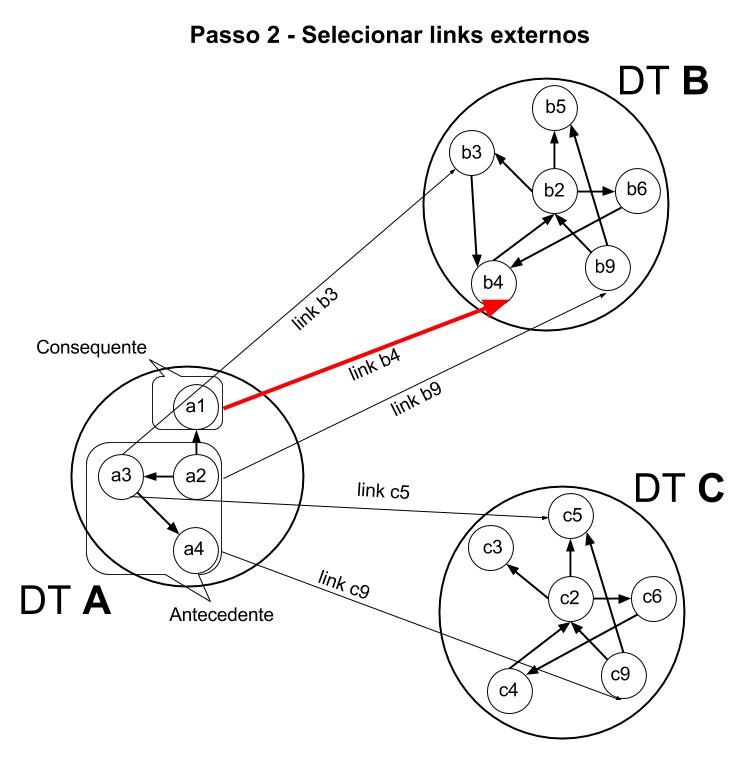 Passo 2 - Selecionar links externos
DT B
b5
b3
b2
b6
b9
b4
link b3
link b4
link b9
Consequente
a1
a3
a2
a4
DT A
Antecedente
link c5
link c9
DT C
c5
c3
c2
c6
c9
c4